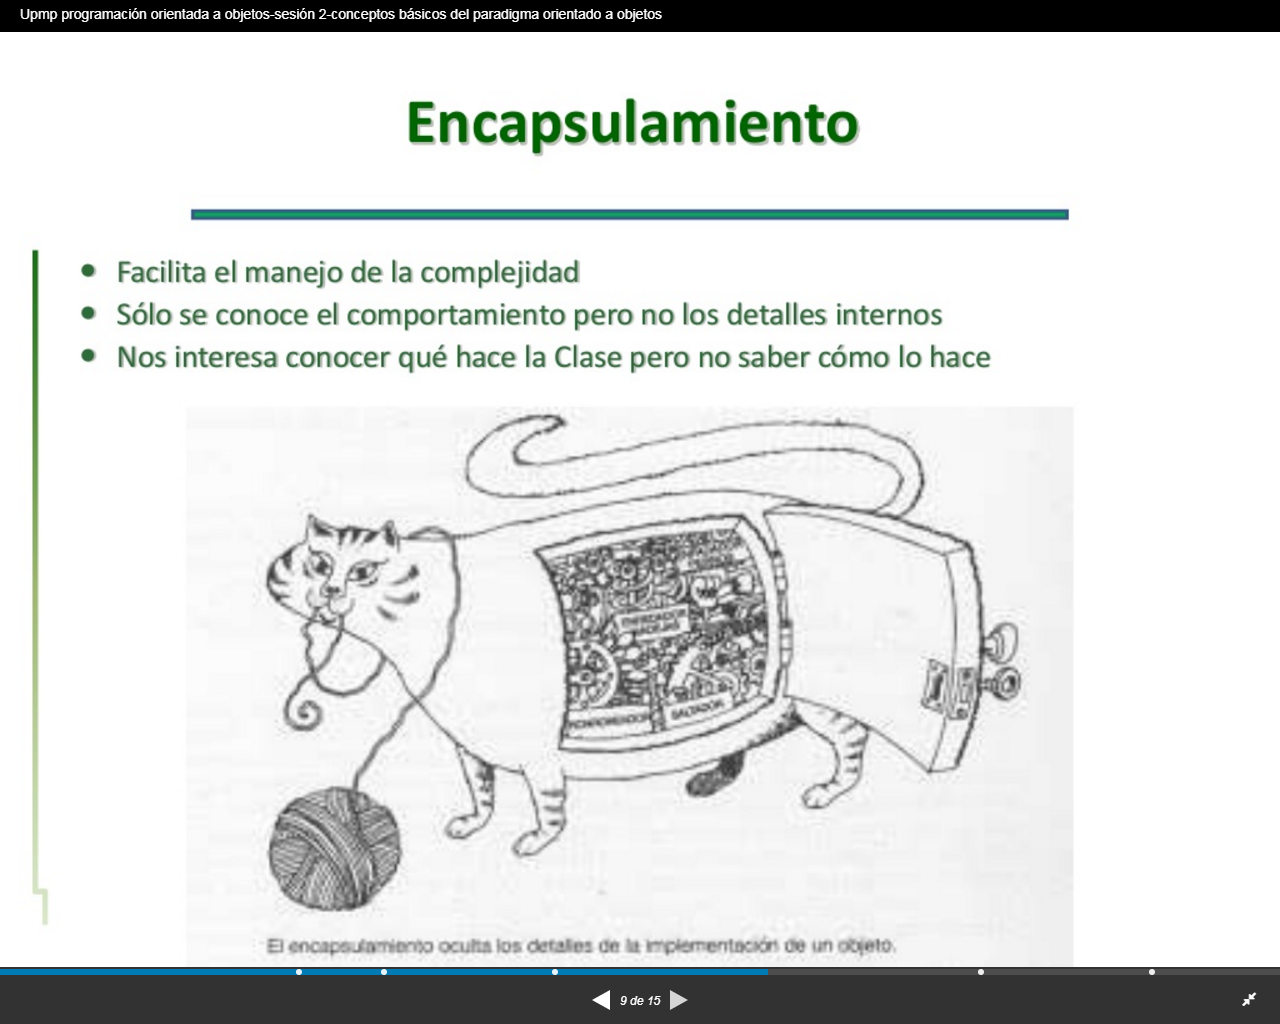 Upmp programación orientada a objetos-sesión 2-conceptos básicos del paradigma orientado a objetos
Encapsulamiento
Facilita el manejo de la complejidad
Sólo se conoce el comportamiento pero no los detalles internos
Nos interesa conocer qué hace la Clase pero no saber cómo lo hace
SALTADOR
El encapsulamiento oculta los detalles de la implementación de un objeto.
9 de 15